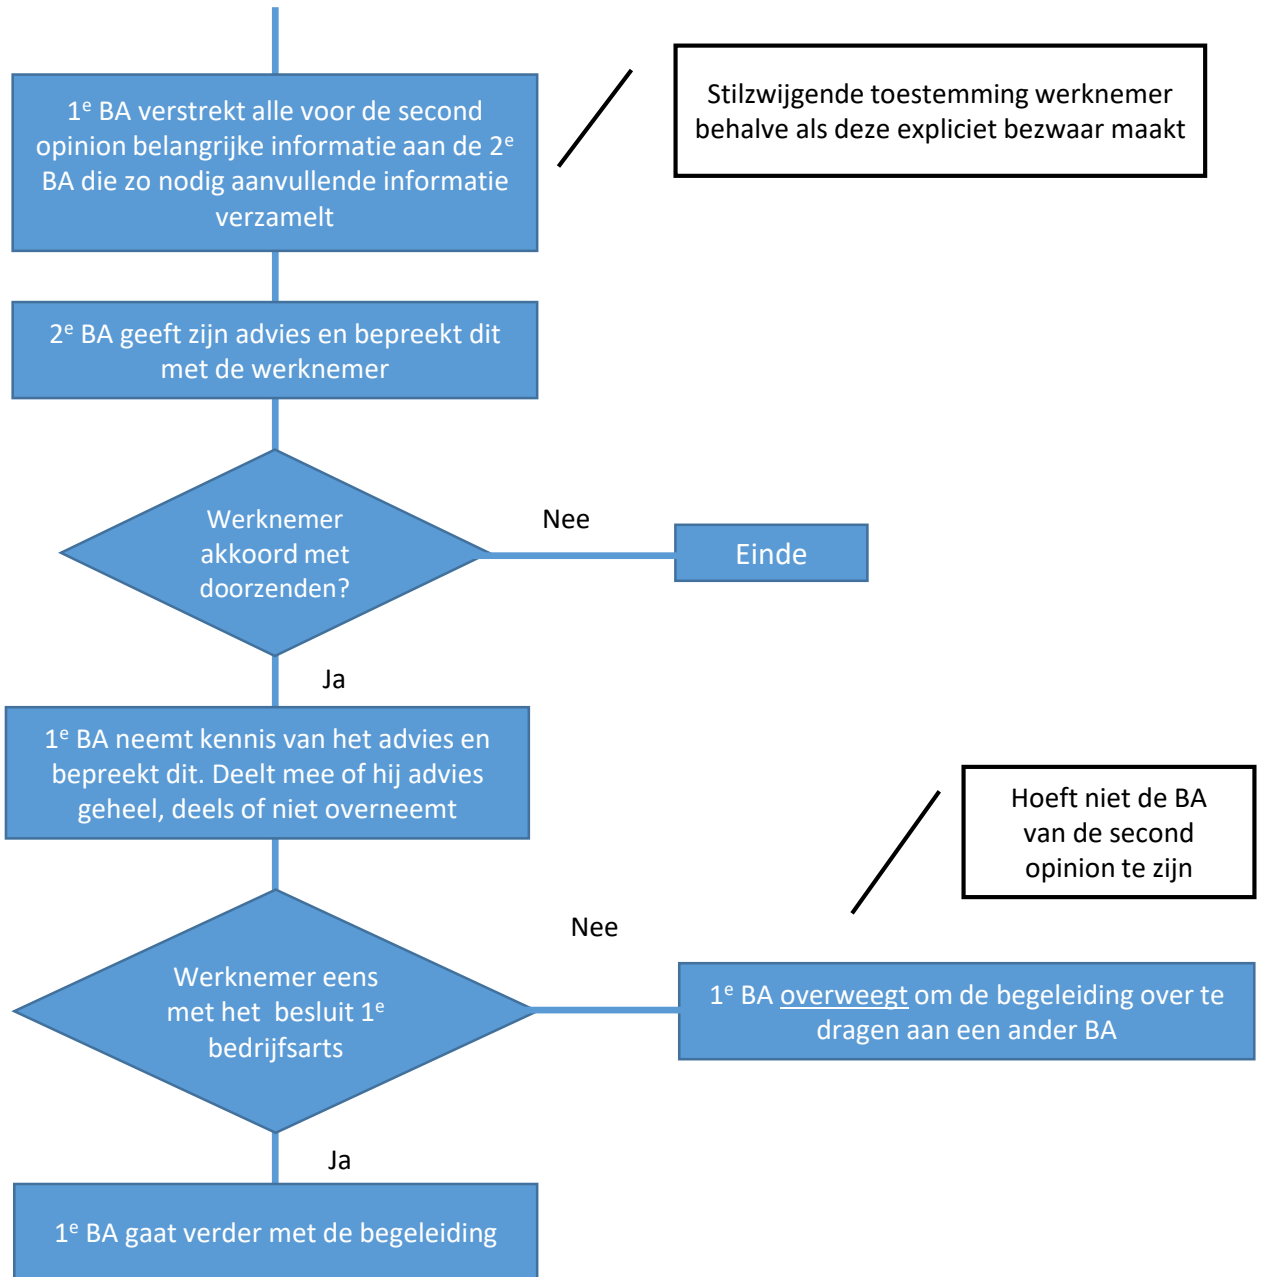 1e BA verstrekt alle voor de second
opinion belangrijke informatie aan de 2e
BA die zo nodig aanvullende informatie
verzamelt
Stilzwijgende toestemming werknemer
behalve als deze expliciet bezwaar maakt
2e BA geeft zijn advies en bepreekt dit
met de werknemer
Werknemer
akkoord met
doorzenden?
Nee
Einde
Ja
1e BA neemt kennis van het advies en
bepreekt dit. Deelt mee of hij advies
geheel, deels of niet overneemt
Hoeft niet de BA
van de second
opinion te zijn
Werknemer eens
met het besluit 1e
bedrijfsarts
Nee
1e BA overweegt om de begeleiding over te
dragen aan een ander BA
Ja
1e BA gaat verder met de begeleiding